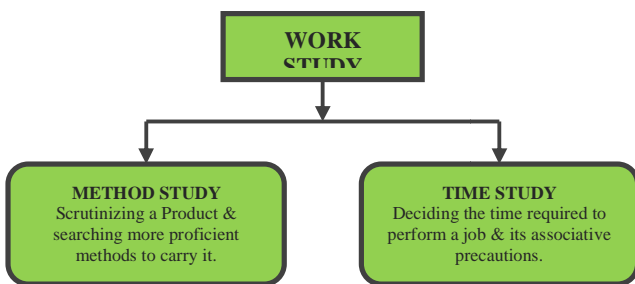 WORK
STUDY
METHOD STUDY
Scrutinizing a Product &
searching more proficient
methods to carry it.
TIME STUDY
Deciding the time required to
perform a job & its associative
precautions.